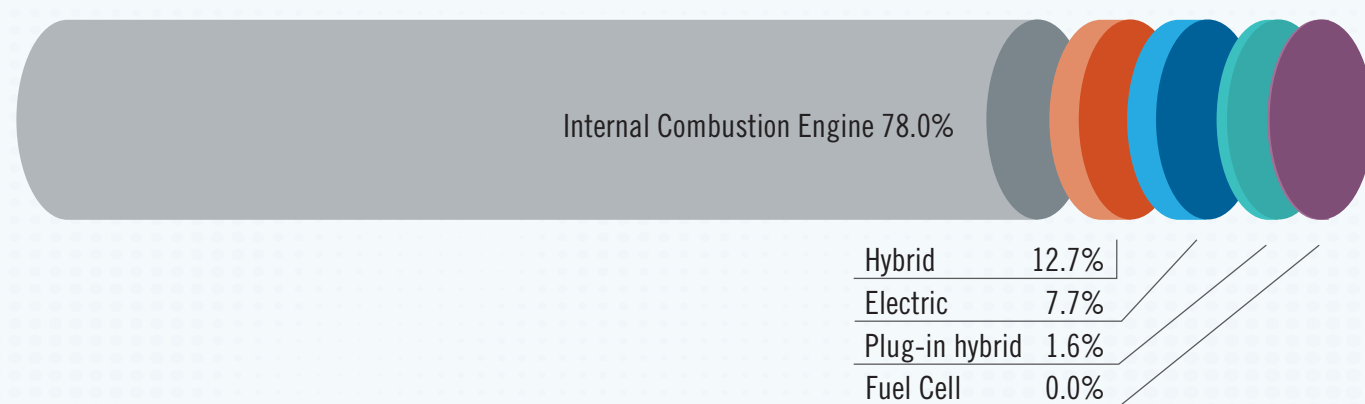 Internal Combustion Engine 78.0%
Hybrid 12.7%
Electric 7.7%
Plug-in hybrid 1.6%
Fuel Cell 0.0%